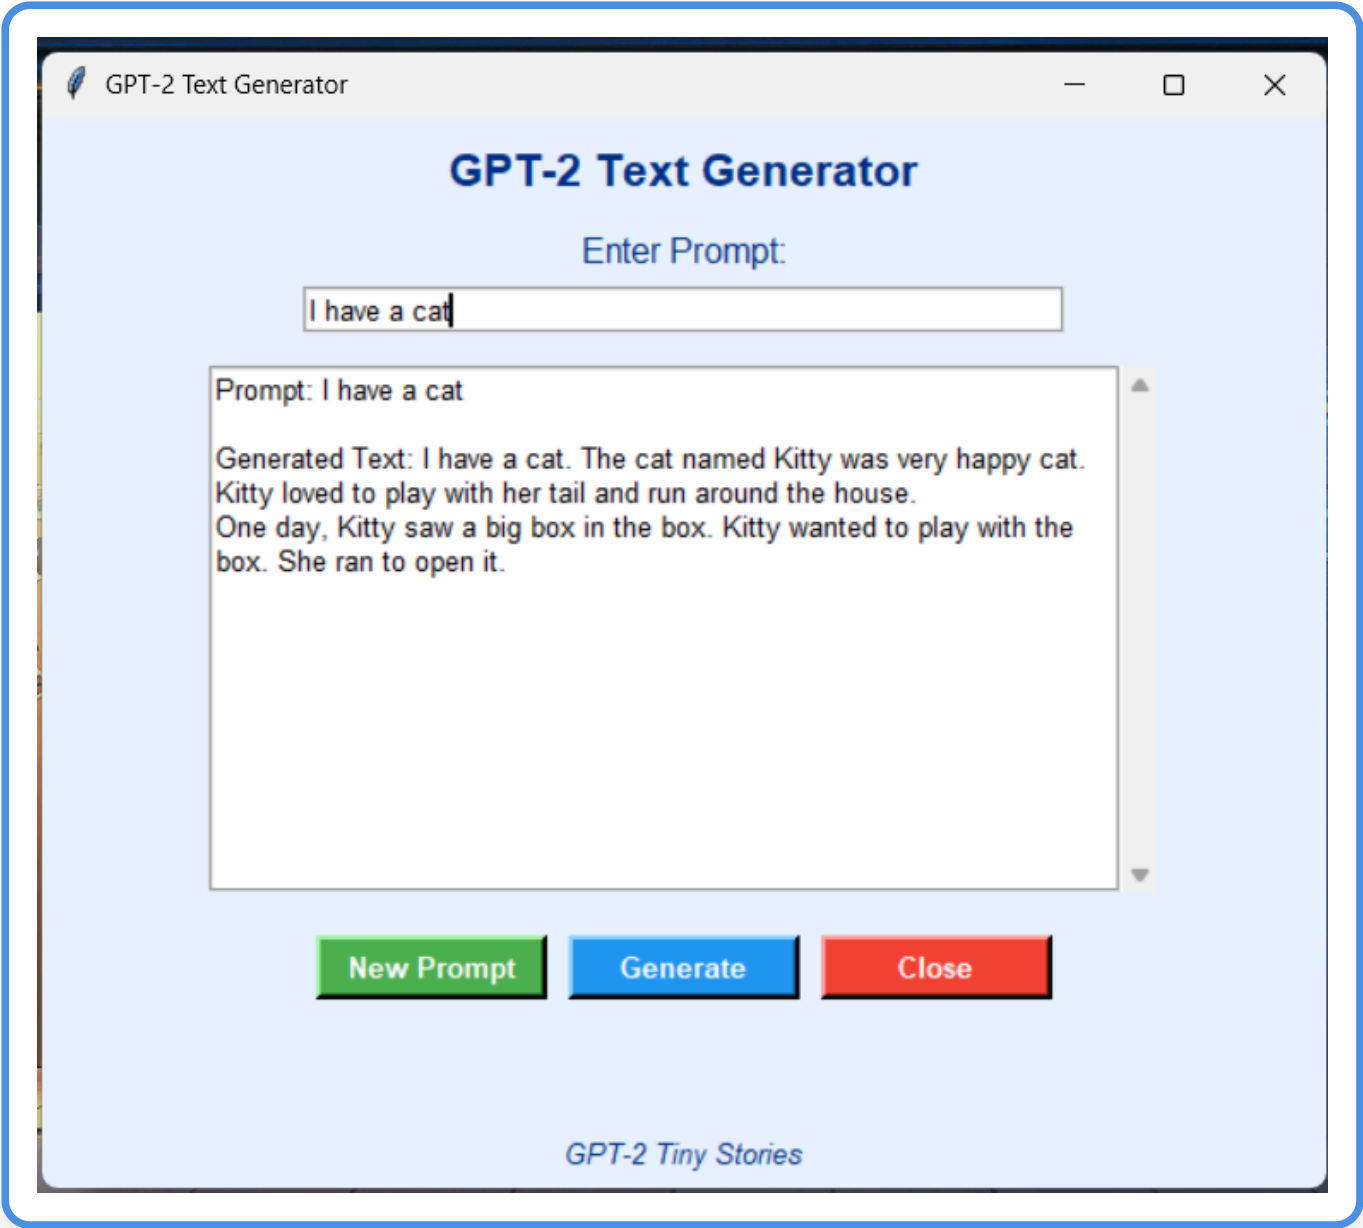 GPT-2 Text Generator
GPT-2 Text Generator
Enter Prompt:
I have a cat
Prompt: I have a cat
Generated Text: I have a cat. The cat named Kitty was very happy cat.
Kitty loved to play with her tail and run around the house.
One day, Kitty saw a big box in the box. Kitty wanted to play with the
box. She ran to open it.
New Prompt
Generate
Close
GPT-2 Tiny Stories